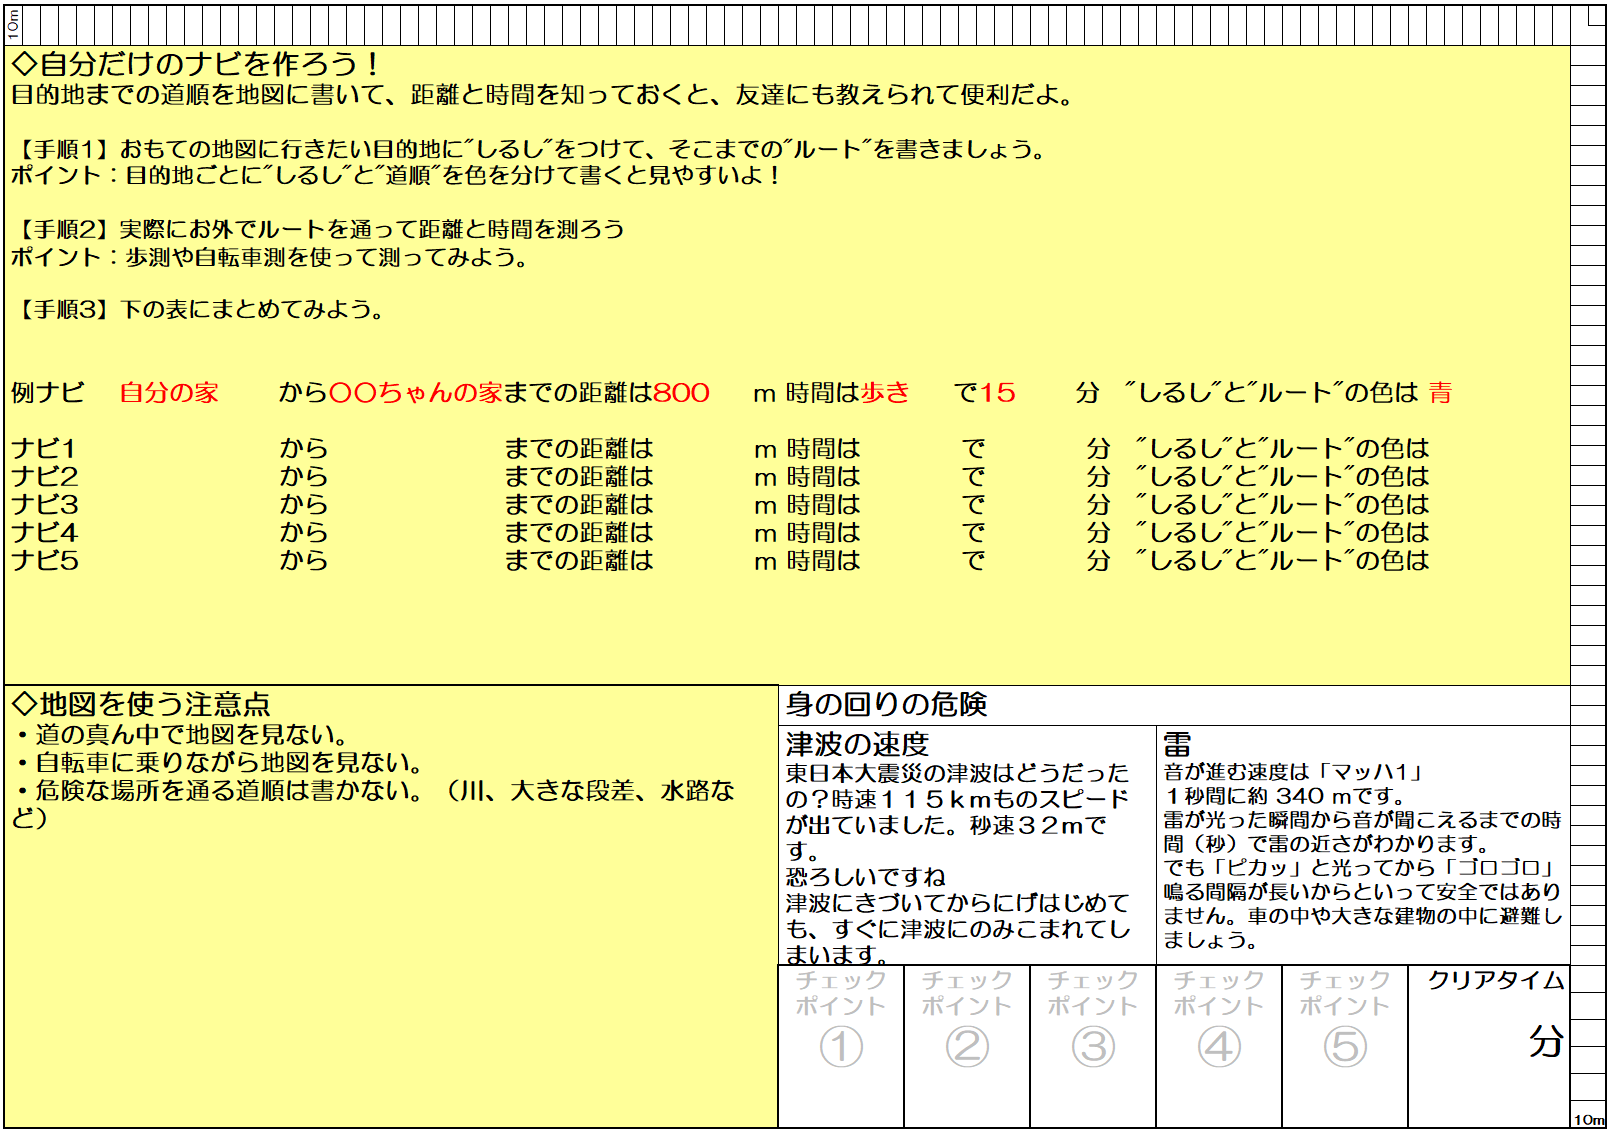 10m
◇自分だけのナビを作ろう！
目的地までの道順を地図に書いて、距離と時間を知っておくと、友達にも教えられて便利だよ。
【手順1】おもての地図に行きたい目的地に"しるし"をつけて、そこまでの"ルート"を書きましょう。
ポイント：目的地ごとに"しるし"と"道順"を色を分けて書くと見やすいよ！
【手順2】実際にお外でルートを通って距離と時間を測ろう
ポイント：歩測や自転車測を使って測ってみよう。
【手順3】下の表にまとめてみよう。
例ナビ 自分の家 から〇〇ちゃんの家までの距離は800 m 時間は歩き で15 分 "しるし"と"ルート"の色は 青
ナビ1 から までの距離は m 時間は で 分 "しるし"と"ルート"の色は
ナビ2 から までの距離は m 時間は で 分 "しるし"と"ルート"の色は
ナビ3 から までの距離は m 時間は で 分 "しるし"と"ルート"の色は
ナビ4 から までの距離は m 時間は で 分 "しるし"と"ルート"の色は
ナビ5 から までの距離は m 時間は で 分 "しるし"と"ルート"の色は
◇地図を使う注意点
・道の真ん中で地図を見ない。
・自転車に乗りながら地図を見ない。
・危険な場所を通る道順は書かない。（川、大きな段差、水路な
ど）
身の回りの危険
津波の速度
東日本大震災の津波はどうだった
の？時速１１５ｋｍものスピード
が出ていました。秒速３２ｍで
す。
恐ろしいですね
津波にきづいてからにげはじめて
も、すぐに津波にのみこまれてし
まいます。
雷
音が進む速度は「マッハ1」
１秒間に約 340 mです。
雷が光った瞬間から音が聞こえるまでの時
間（秒）で雷の近さがわかります。
でも「ピカッ」と光ってから「ゴロゴロ」
鳴る間隔が長いからといって安全ではあり
ません。車の中や大きな建物の中に避難し
ましょう。
チェック
ポイント
①
チェック
ポイント
②
チェック
ポイント
③
チェック
ポイント
④
チェック
ポイント
⑤
クリアタイム
分
10m